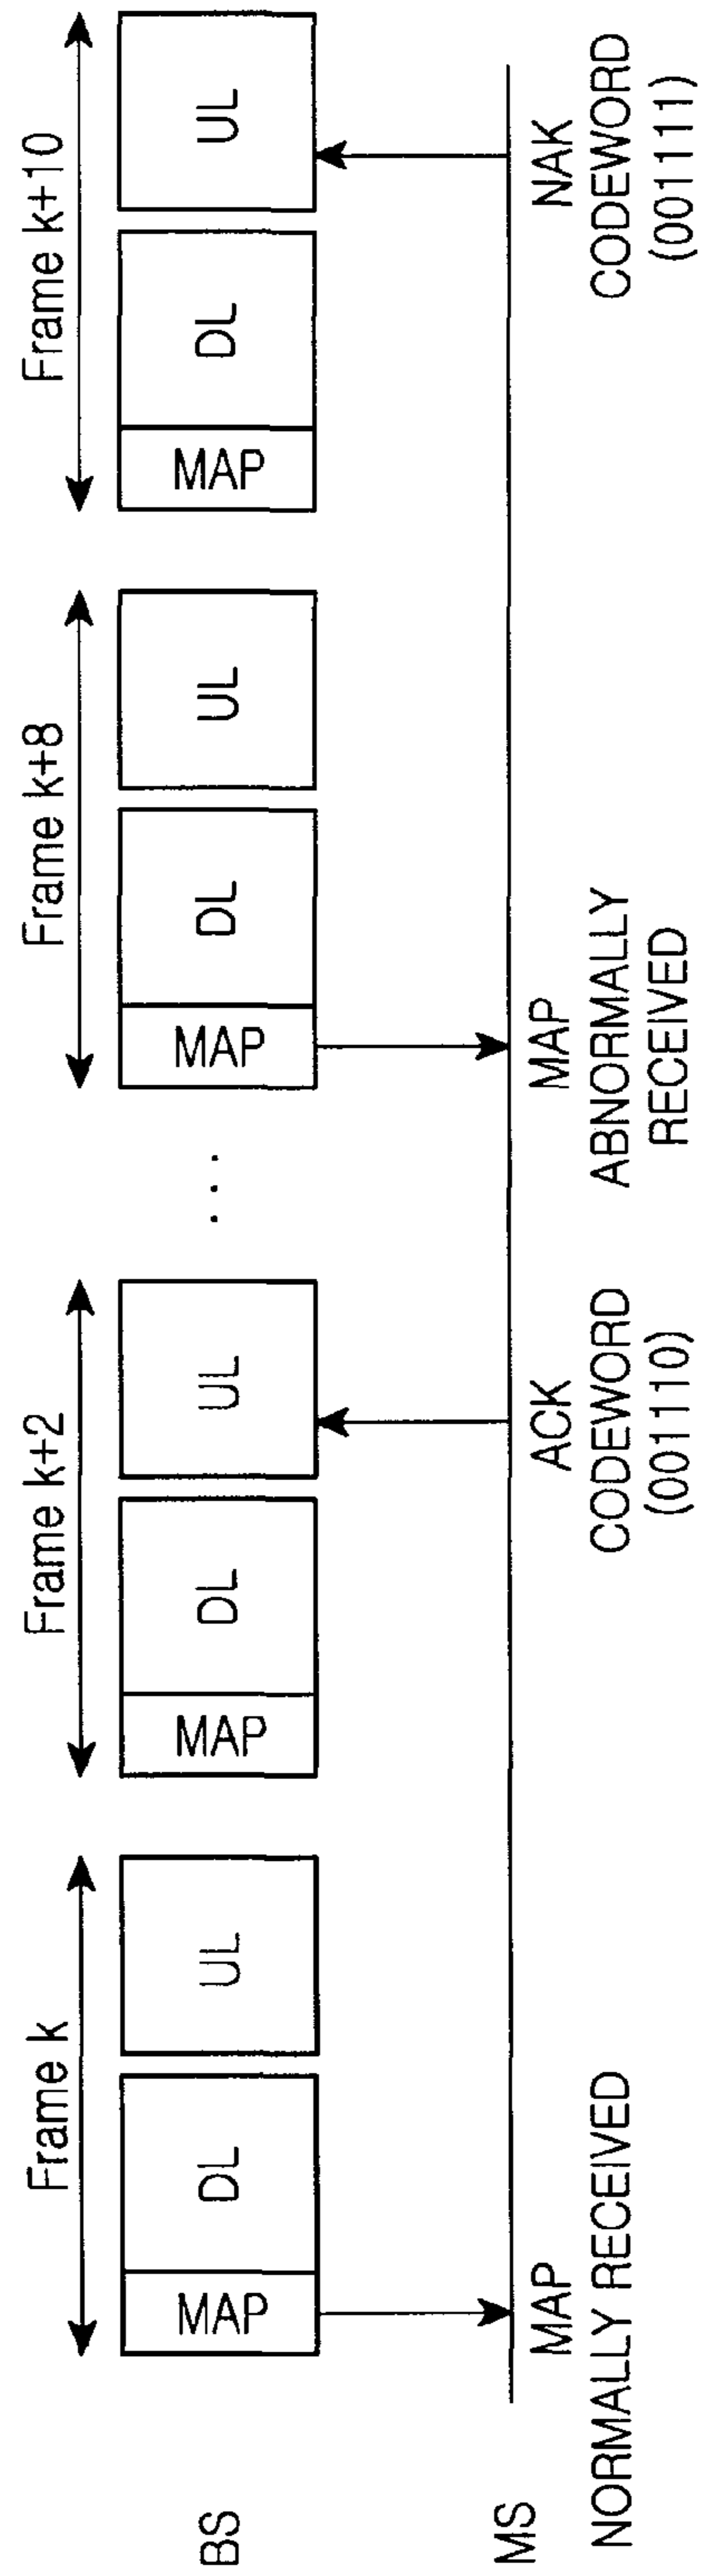 Frame k
Frame k+2
Frame k+8
Frame k+10
BS
MAP
DL
UL
MAP
DL
UL
. . .
MAP
DL
UL
MAP
DL
UL
MS
MAP
NORMALLY RECEIVED
ACK
CODEWORD
(001110)
MAP
ABNORMALLY
RECEIVED
NAK
CODEWORD
(001111)